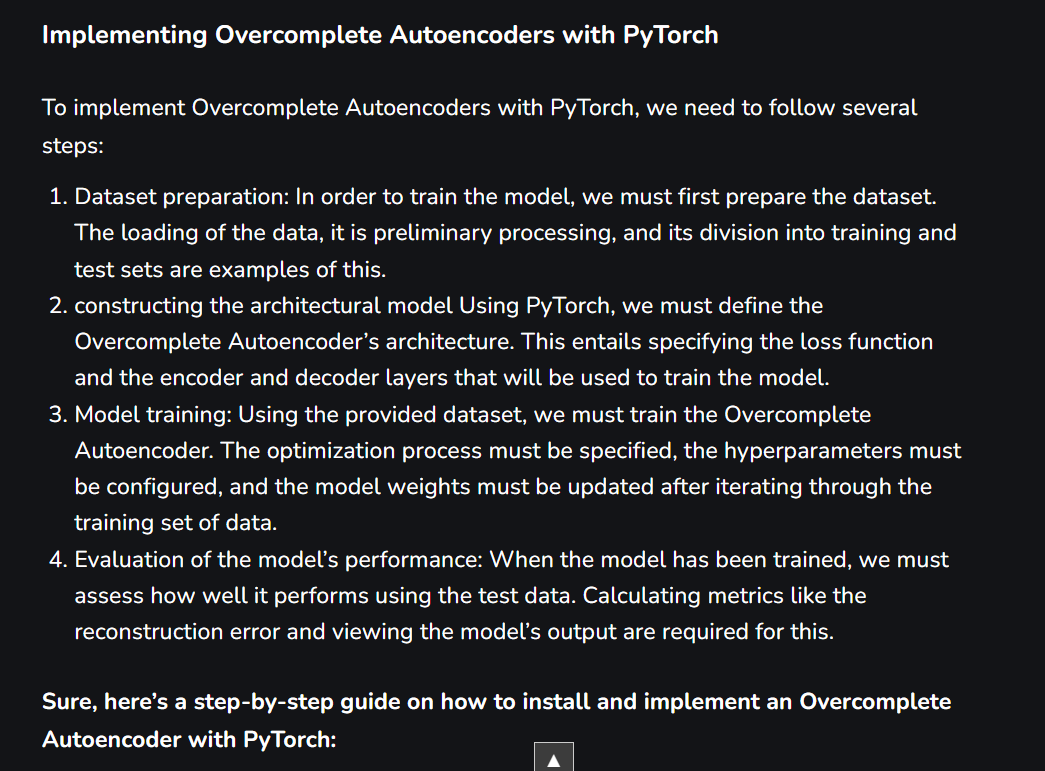 Implementing Overcomplete Autoencoders with PyTorch
To implement Overcomplete Autoencoders with PyTorch, we need to follow several
steps:
1. Dataset preparation: In order to train the model, we must first prepare the dataset.
The loading of the data, it is preliminary processing, and its division into training and
test sets are examples of this.
2. constructing the architectural model Using PyTorch, we must define the
Overcomplete Autoencoder’s architecture. This entails specifying the loss function
and the encoder and decoder layers that will be used to train the model.
3. Model training: Using the provided dataset, we must train the Overcomplete
Autoencoder. The optimization process must be specified, the hyperparameters must
be configured, and the model weights must be updated after iterating through the
training set of data.
4. Evaluation of the model’s performance: When the model has been trained, we must
assess how well it performs using the test data. Calculating metrics like the
reconstruction error and viewing the model’s output are required for this.
Sure, here’s a step-by-step guide on how to install and implement an Overcomplete
Autoencoder with PyTorch: